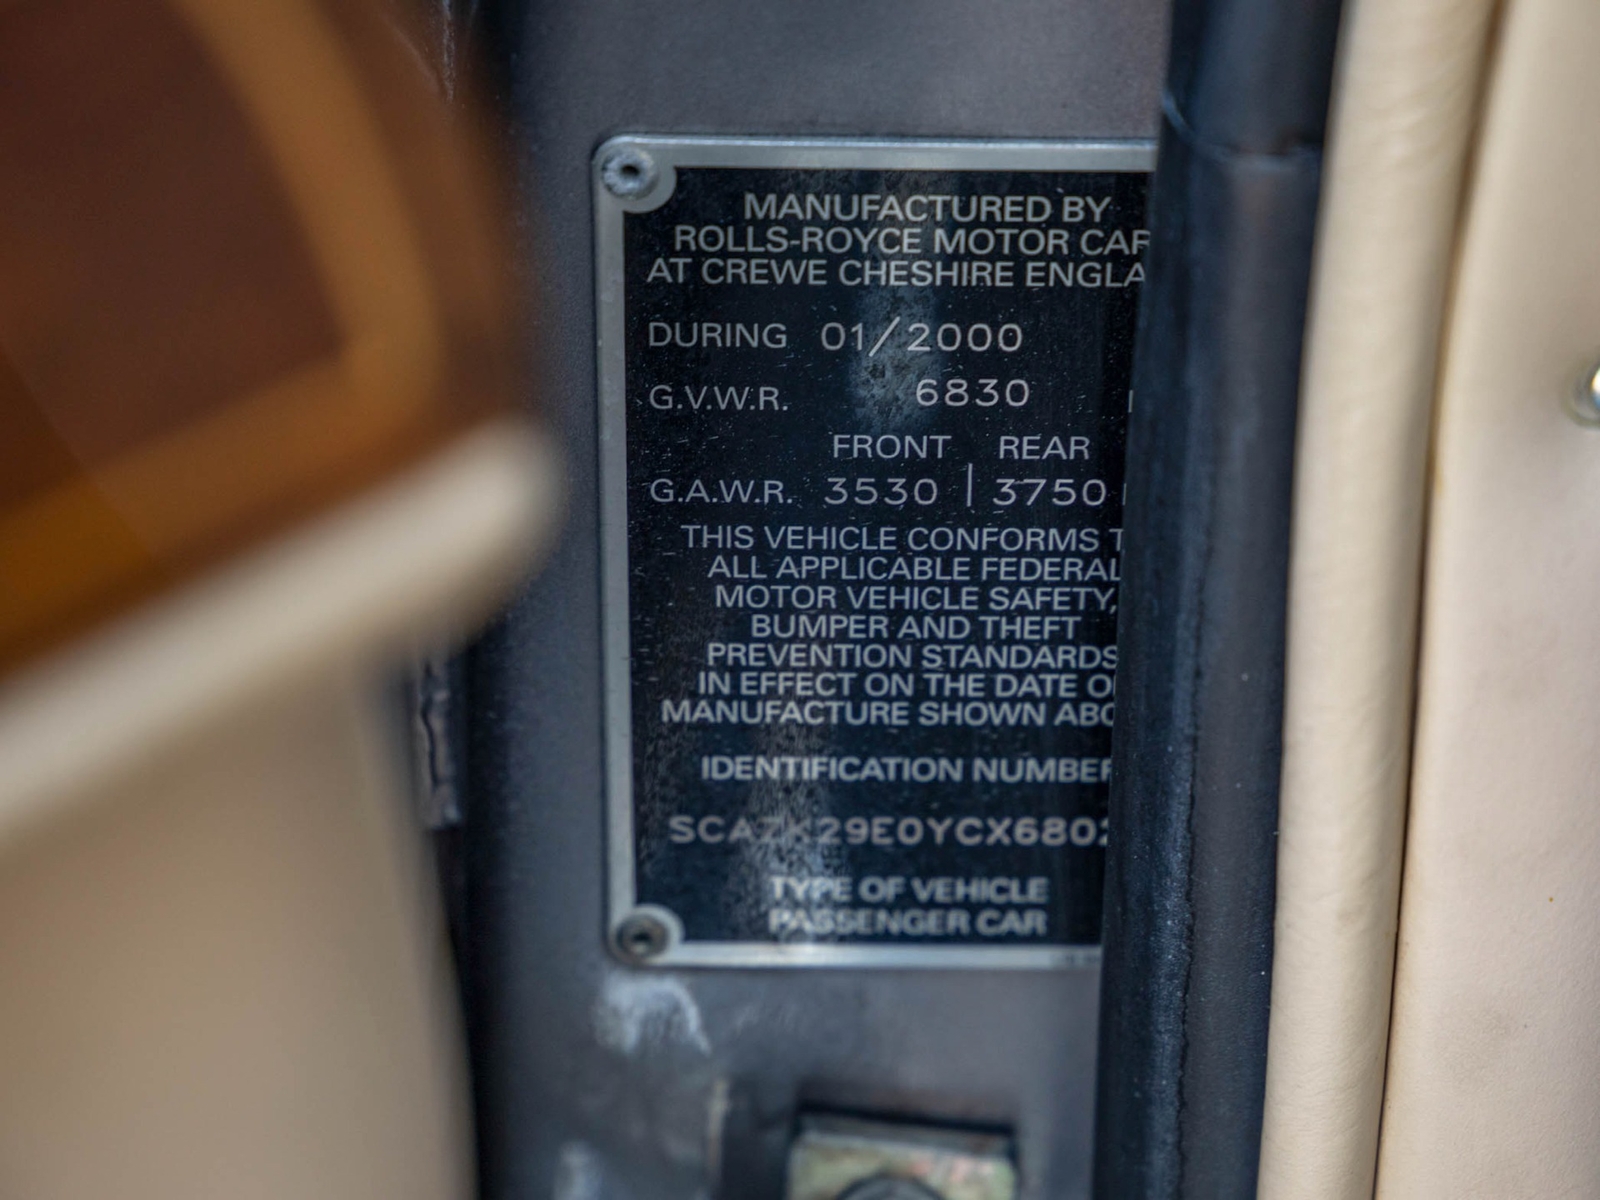 MANUFACTURED BY
ROLLS-ROYCE MOTOR CAR
AT CREWE CHESHIRE ENGLA
DURING 01/2000
G.V.W.R. 6830
FRONT REAR
G.A.W.R. 3530 | 3750
THIS VEHICLE CONFORMS T
ALL APPLICABLE FEDERAL
MOTOR VEHICLE SAFETY,
BUMPER AND THEFT
PREVENTION STANDARDS
IN EFFECT ON THE DATE O
MANUFACTURE SHOWN ABO
IDENTIFICATION NUMBER
SCAZK29E0YCX6802
TYPE OF VEHICLE
PASSENGER CAR